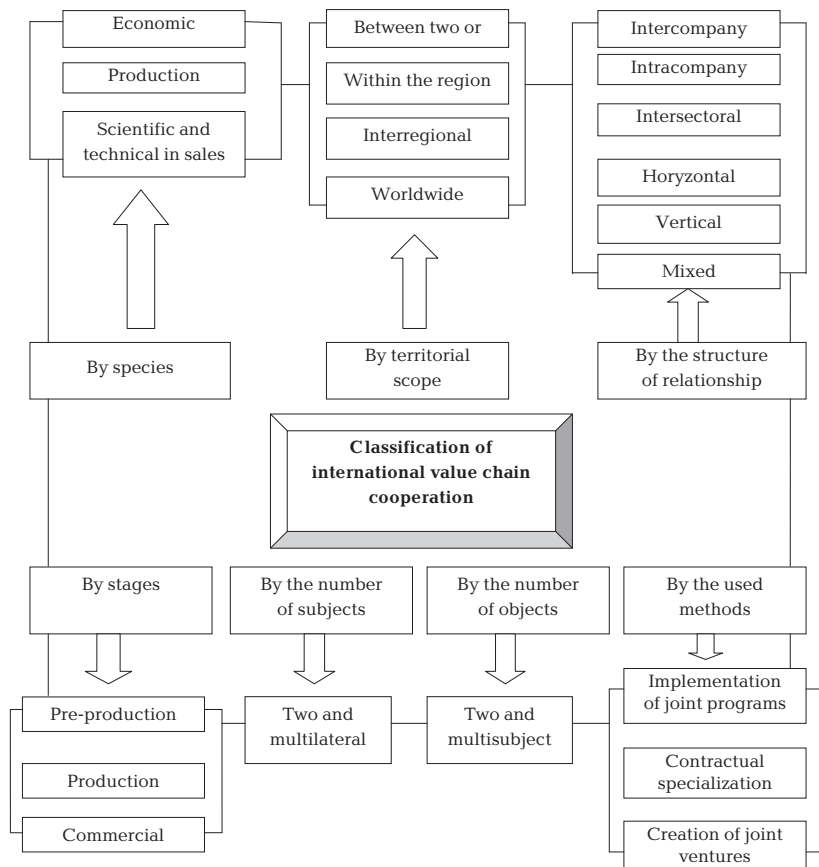 Economic
Production
Scientific and
technical in sales
Between two or
Within the region
Interregional
Worldwide
Intercompany
Intracompany
Intersectoral
Horyzontal
Vertical
Mixed
By species
By territorial
scope
By the structure
of relationship
Classification of
international value chain
cooperation
By stages
By the number
of subjects
By the number
of objects
By the used
methods
Pre-production
Production
Commercial
Two and
multilateral
Two and
multisubject
Implementation
of joint programs
Contractual
specialization
Creation of joint
ventures